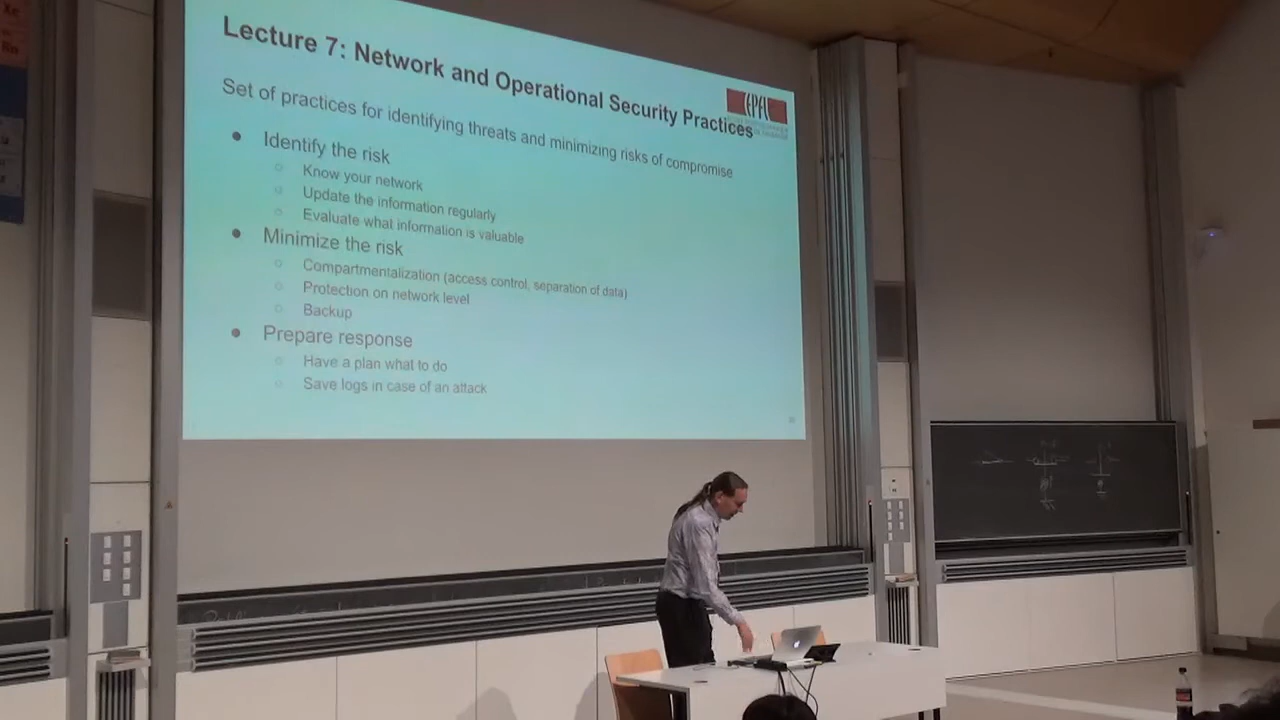 Lecture 7: Network and Operational Security Practices
EPFL
Set of practices for identifying threats and minimizing risks of compromise
● Identify the risk
○ Know your network
○ Update the information regularly
○ Evaluate what information is valuable
● Minimize the risk
○ Compartmentalization (access control, separation of data)
○ Protection on network level
○ Backup
● Prepare response
○ Have a plan what to do
○ Save logs in case of an attack